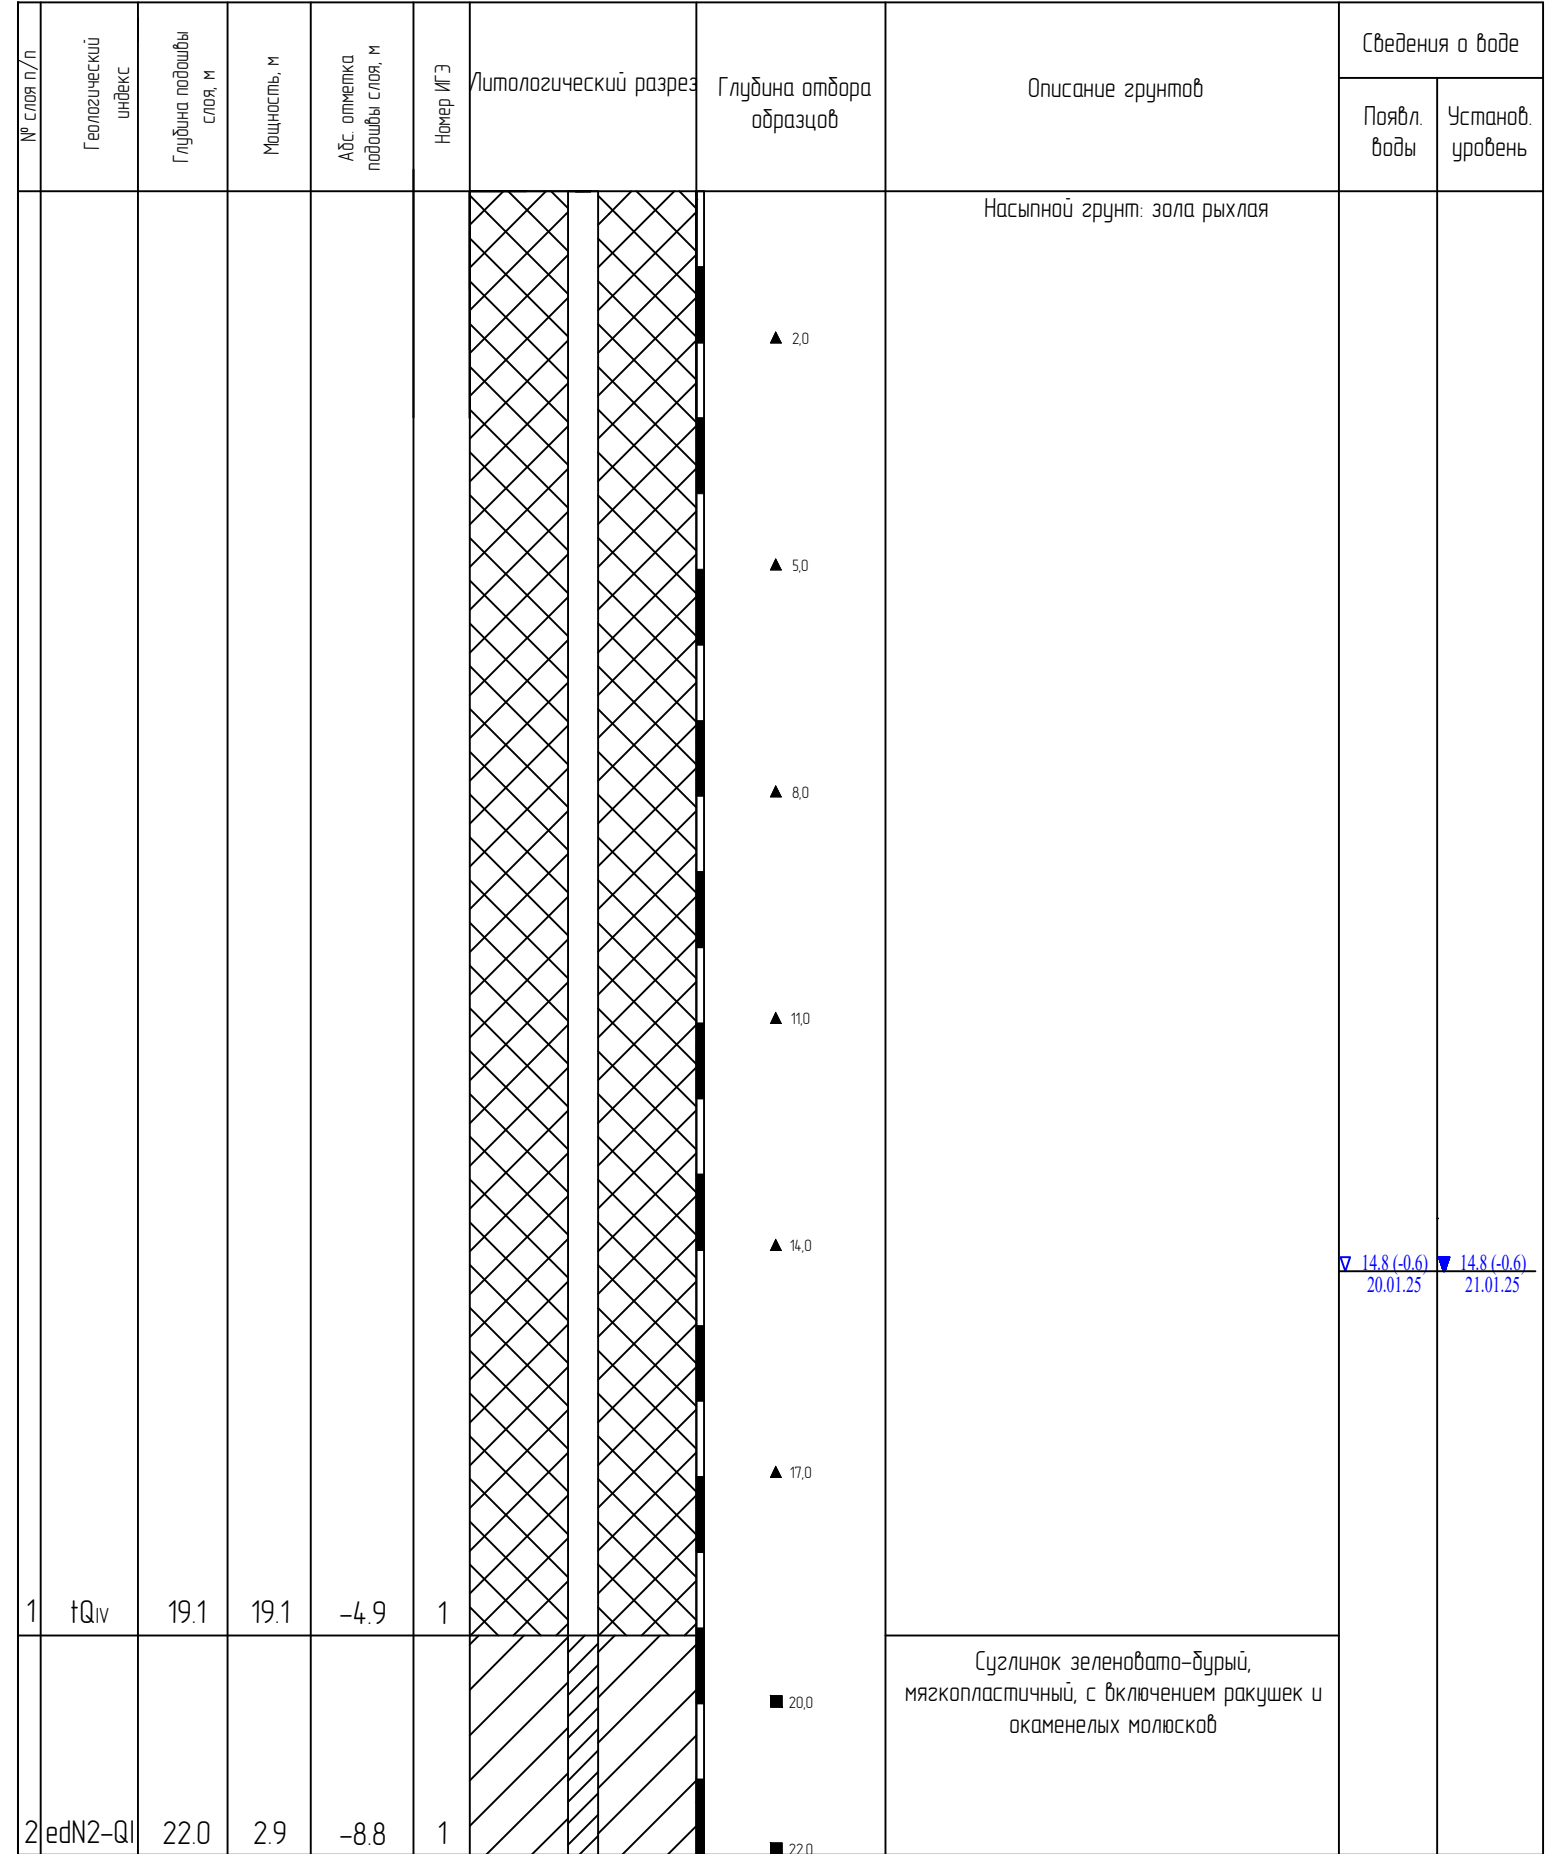 № слоя п/п
Геологический
индекс
Глубина подошвы
слоя, м
Мощность, м
Абс. отметка
подошвы слоя, м
Номер ИГЭ
Литологический разрез
Глубина отбора
образцов
Описание грунтов
Сведения о воде
Появл.
воды
Установ.
уровень
Насыпной грунт: зола рыхлая
2,0
5,0
8,0
11,0
14,0
14.8 (-0.6)
20.01.25
14.8 (-0.6)
21.01.25
17,0
1 tQIV 19.1 19.1 -4.9 1
Суглинок зеленовато-бурый,
мягкопластичный, с включением ракушек и
окаменелых молюсков
20,0
2 edN2-QI 22.0 2.9 -8.8 1
22,0